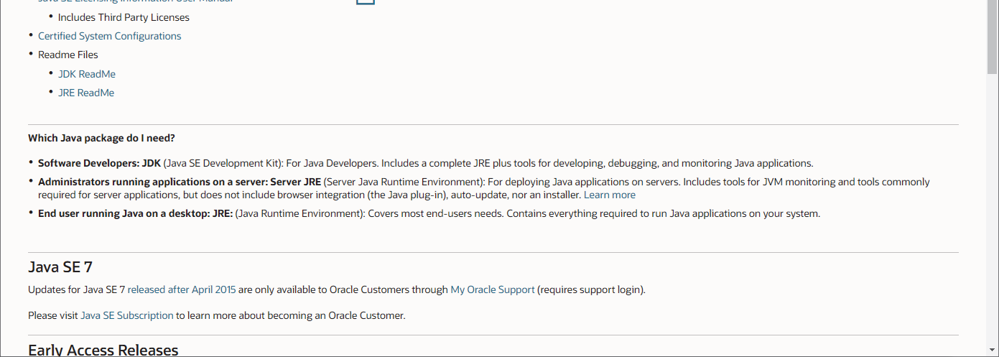 Java SE Licensing Information User Manual
Includes Third Party Licenses
Certified System Configurations
Readme Files
JDK ReadMe
JRE ReadMe
Which Java package do I need?
Software Developers: JDK (Java SE Development Kit): For Java Developers. Includes a complete JRE plus tools for developing, debugging, and monitoring Java applications.
Administrators running applications on a server: Server JRE (Server Java Runtime Environment): For deploying Java applications on servers. Includes tools for JVM monitoring and tools commonly
required for server applications, but does not include browser integration (the Java plug-in), auto-update, nor an installer. Learn more
End user running Java on a desktop: JRE: (Java Runtime Environment): Covers most end-users needs. Contains everything required to run Java applications on your system.
Java SE 7
Updates for Java SE 7 released after April 2015 are only available to Oracle Customers through My Oracle Support (requires support login).
Please visit Java SE Subscription to learn more about becoming an Oracle Customer.
Early Access Releases